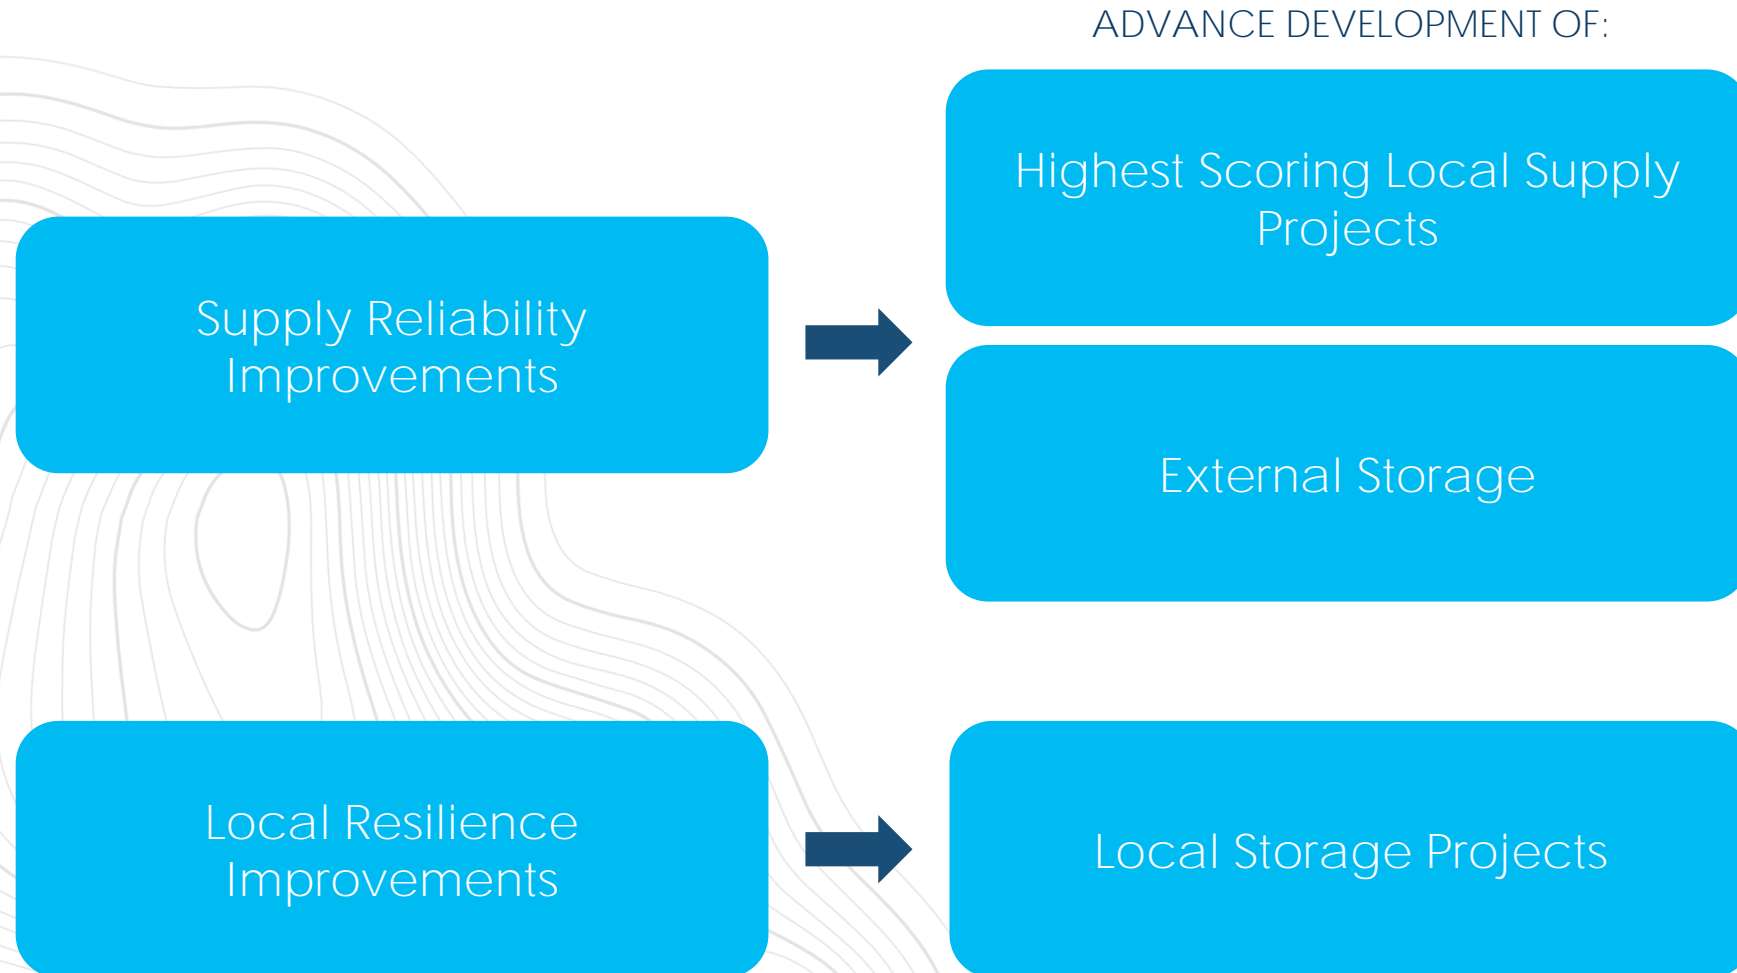 ADVANCE DEVELOPMENT OF:
Supply Reliability
Improvements
Highest Scoring Local Supply
Projects
External Storage
Local Resilience
Improvements
Local Storage Projects